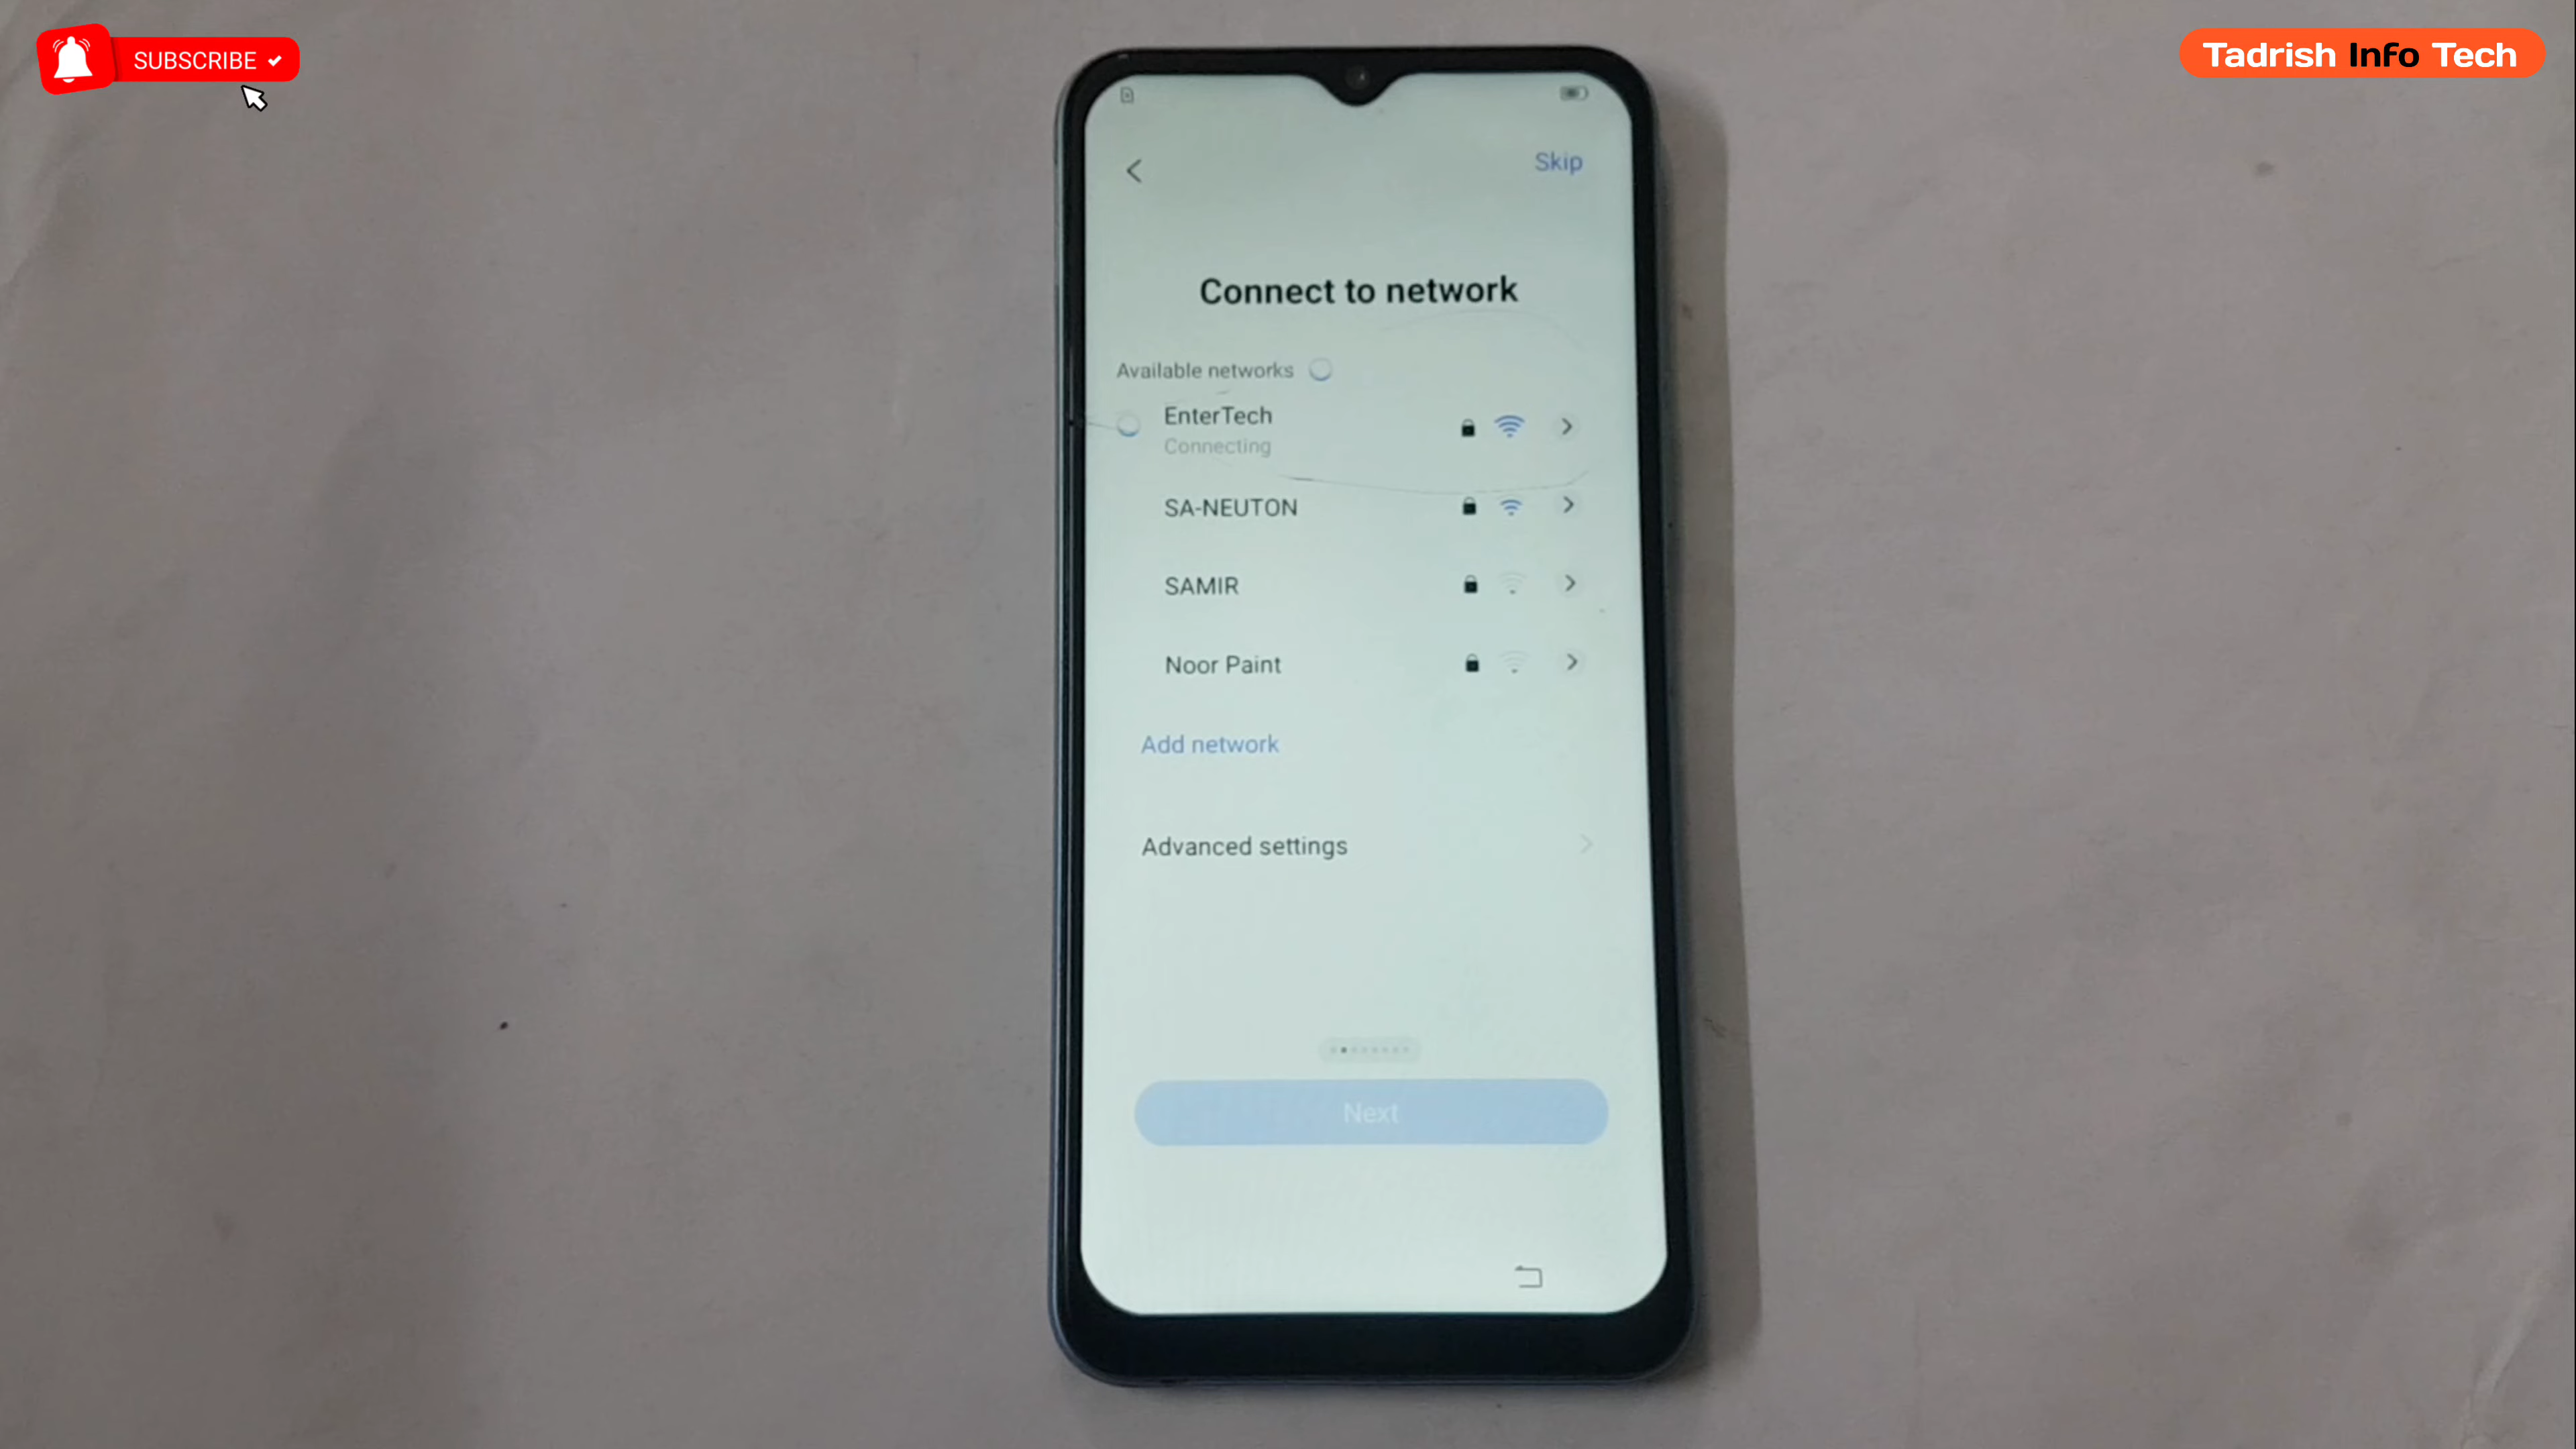 SUBSCRIBE
Tadrish Info Tech
Skip
Connect to network
Available networks
EnterTech
Connecting
SA-NEUTON
SAMIR
Noor Paint
Add network
Advanced settings
Next